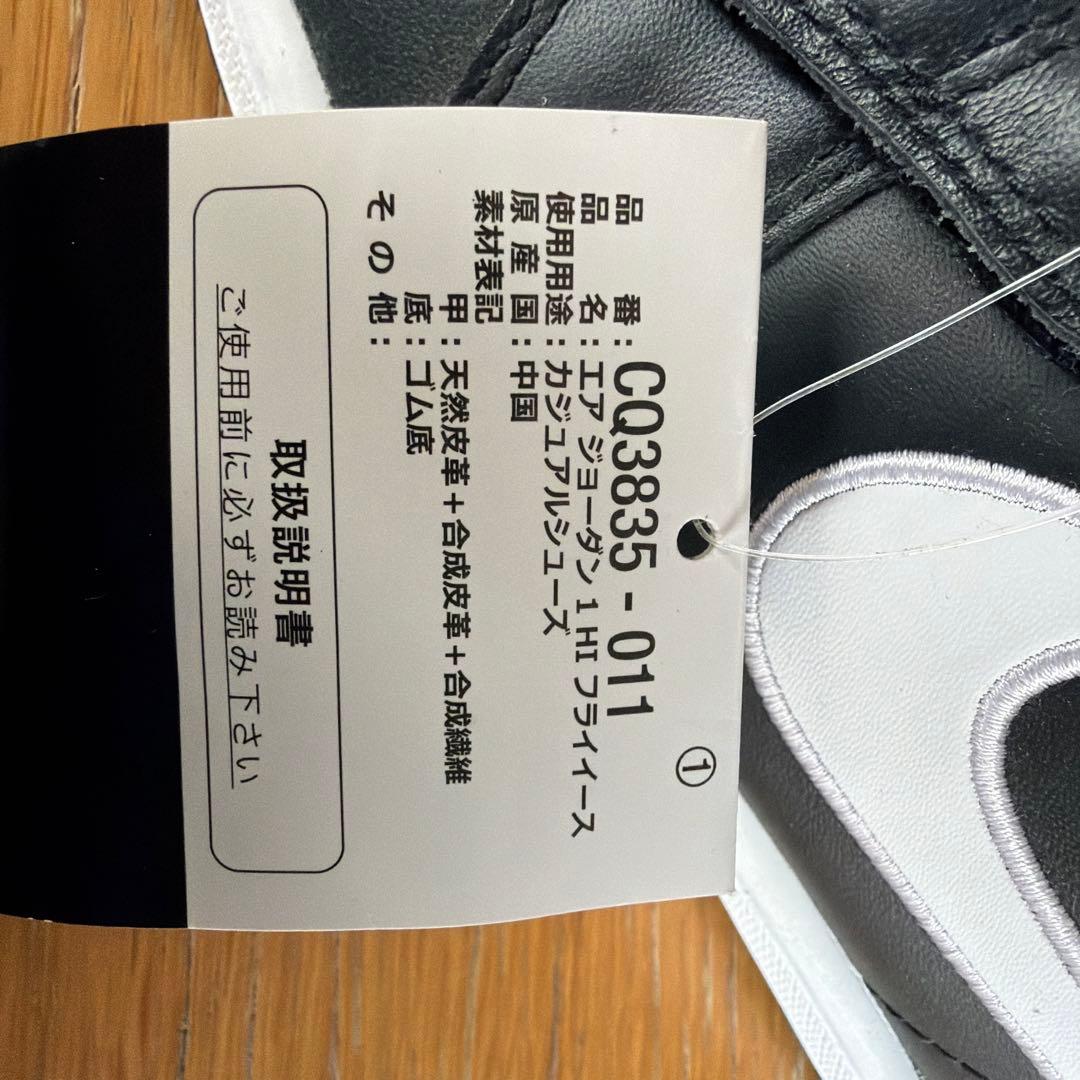 ①
品番：CQ3835 - 011
品名：エア ジョーダン 1 HI フライイース
使用用途：カジュアルシューズ
原産国：中国
素材表記
甲：天然皮革＋合成皮革＋合成繊維
底：ゴム底
その他：
取扱説明書
ご使用前に必ずお読み下さい